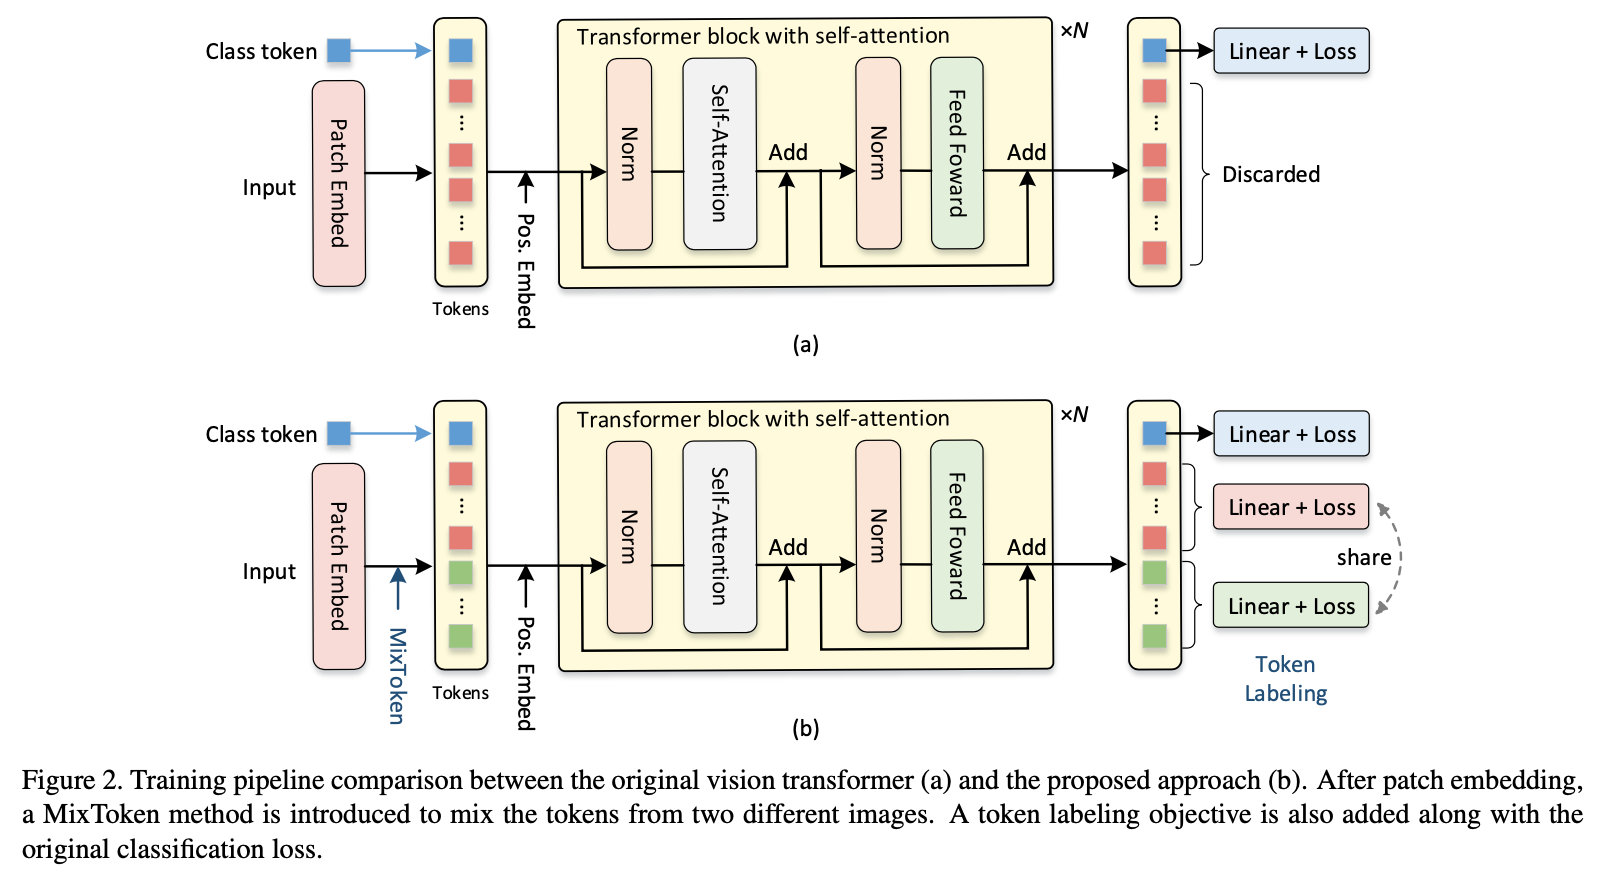 Transformer block with self-attention
×N
Class token
Linear + Loss
Patch Embed
Norm
Self-Attention
Add
Norm
Feed Foward
Add
Input
Discarded
Pos. Embed
Tokens
(a)
Transformer block with self-attention
×N
Class token
Linear + Loss
Patch Embed
Norm
Self-Attention
Add
Norm
Feed Foward
Add
Linear + Loss
share
Input
Linear + Loss
MixToken
Pos. Embed
Tokens
Token
Labeling
(b)
Figure 2. Training pipeline comparison between the original vision transformer (a) and the proposed approach (b). After patch embedding,
a MixToken method is introduced to mix the tokens from two different images. A token labeling objective is also added along with the
original classification loss.